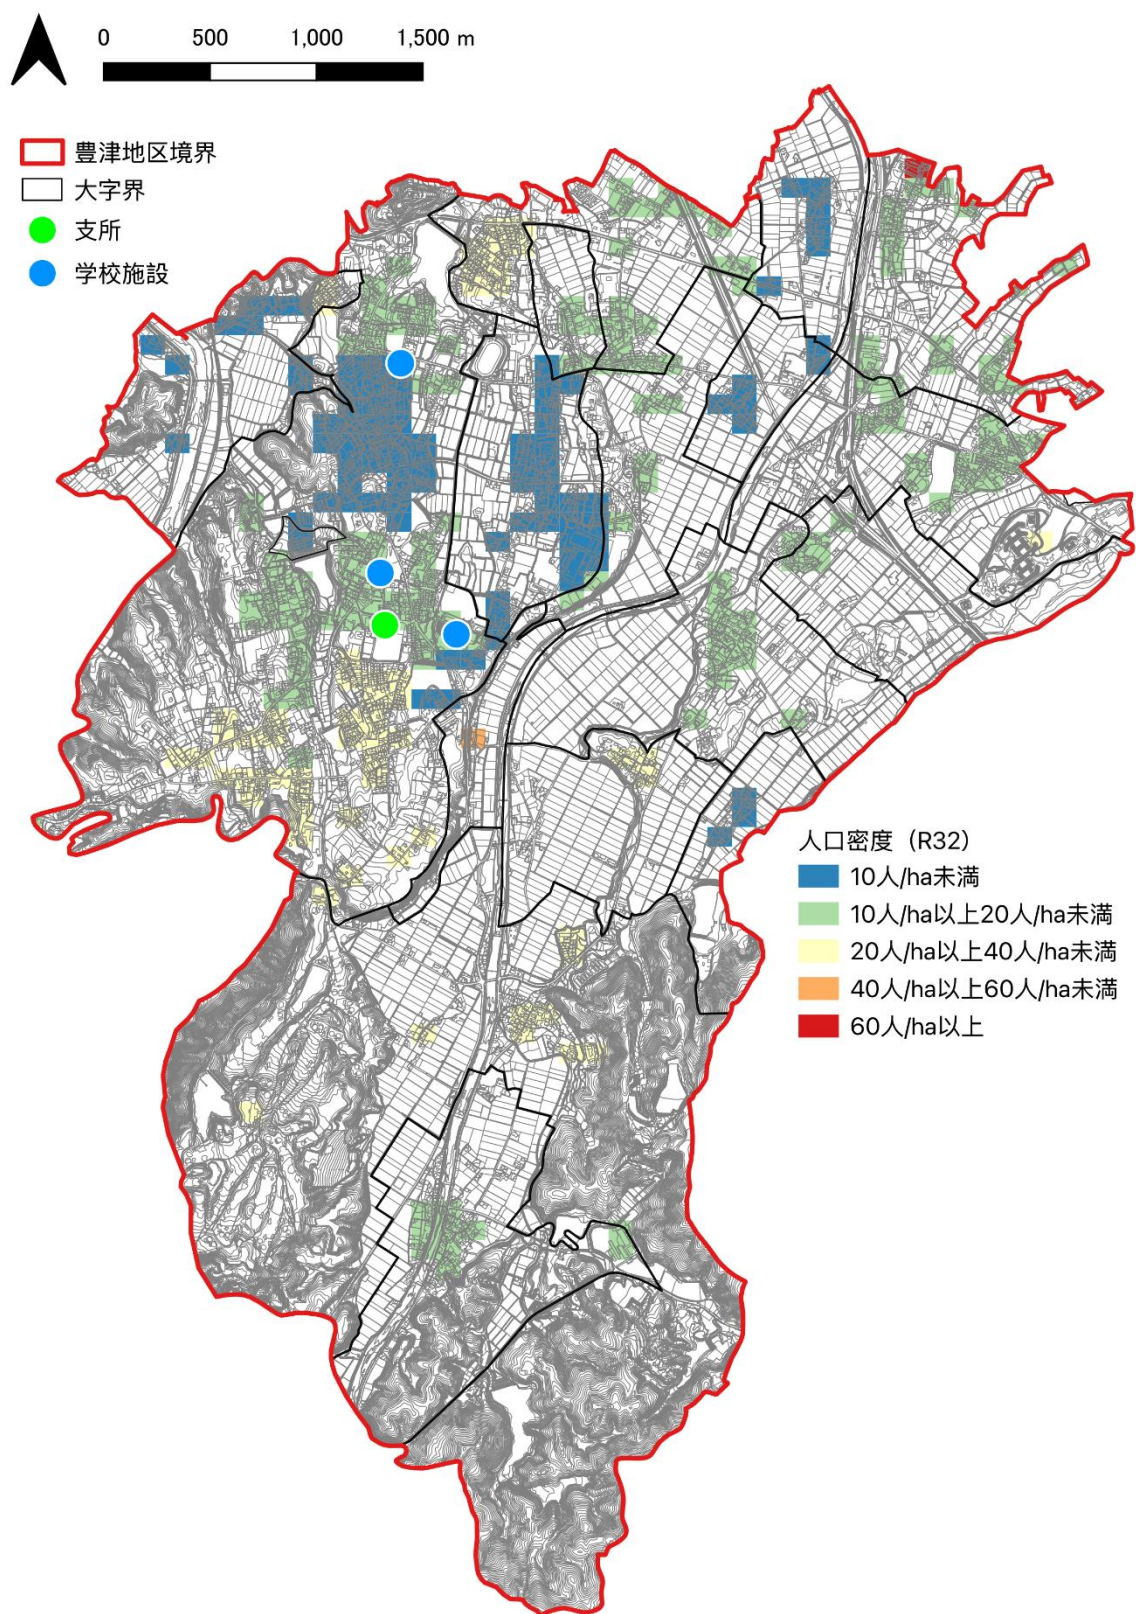 0 500 1,000 1,500 m
豊津地区境界
大字界
支所
学校施設
人口密度（R32）
10人/ha未満
10人/ha以上20人/ha未満
20人/ha以上40人/ha未満
40人/ha以上60人/ha未満
60人/ha以上